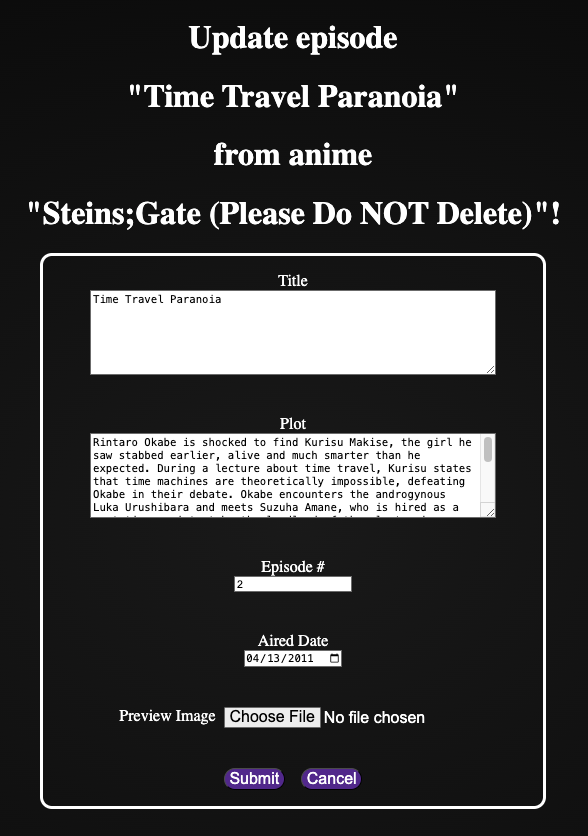 Update episode
"Time Travel Paranoia"
from anime
"Steins;Gate (Please Do NOT Delete)"!
Title
Time Travel Paranoia
Plot
Rintaro Okabe is shocked to find Kurisu Makise, the girl he
saw stabbed earlier, alive and much smarter than he
expected. During a lecture about time travel, Kurisu states
that time machines are theoretically impossible, defeating
Okabe in their debate. Okabe encounters the androgynous
Luka Urushibara and meets Suzuha Amane, who is hired as a
Episode #
2
Aired Date
04/13/2011
Preview Image Choose File No file chosen
Submit Cancel